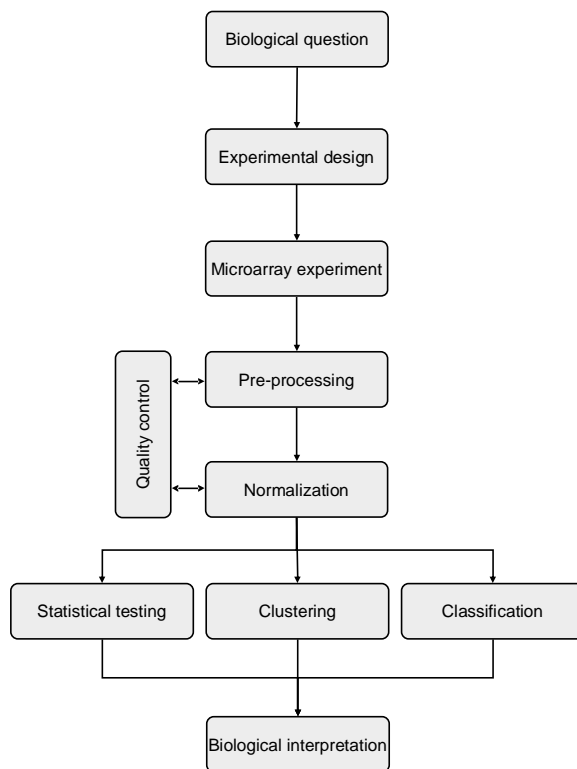 Biological question
Experimental design
Microarray experiment
Pre-processing
Quality control
Normalization
Statistical testing
Clustering
Classification
Biological interpretation